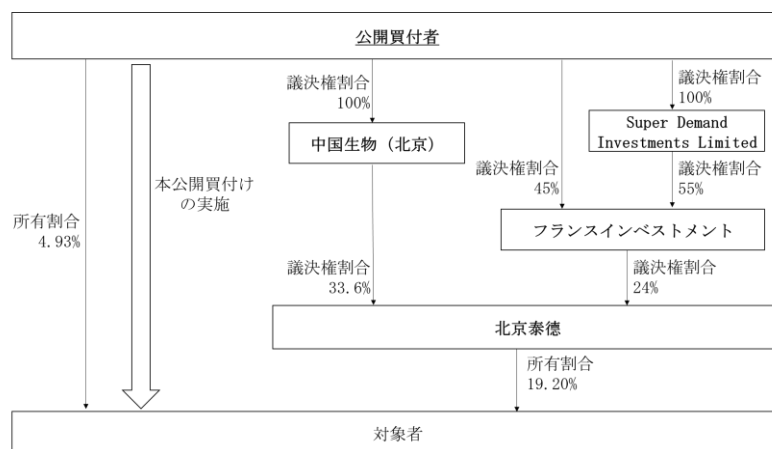 公開買付者
議決権割合
100%
議決権割合
100%
中国生物（北京）
Super Demand
Investments Limited
本公開買付け
の実施
議決権割合
45%
議決権割合
55%
所有割合
4.93%
フランスインベストメント
議決権割合
33.6%
議決権割合
24%
北京泰德
所有割合
19.20%
対象者